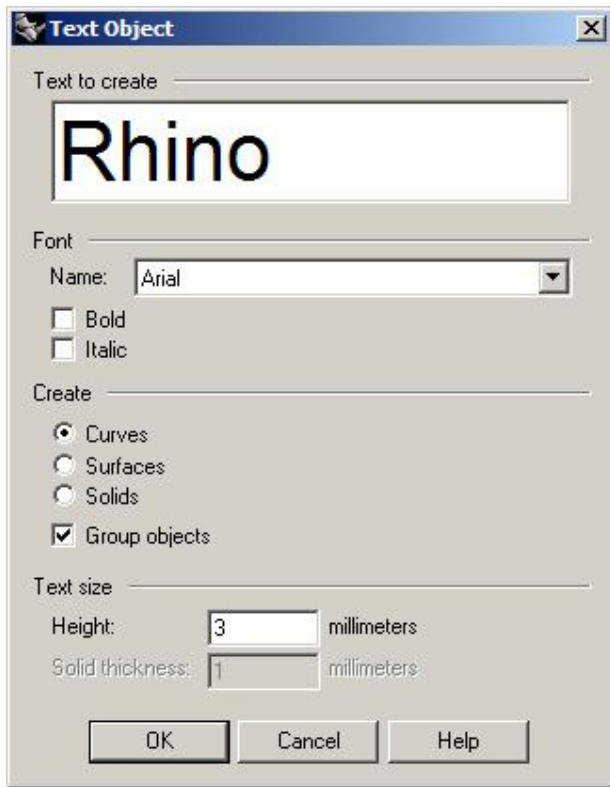 Text Object
Text to create
Rhino
Font
Name: Arial
Bold
Italic
Create
Curves
Surfaces
Solids
Group objects
Text size
Height: 3 millimeters
Solid thickness: 1 millimeters
OK Cancel Help